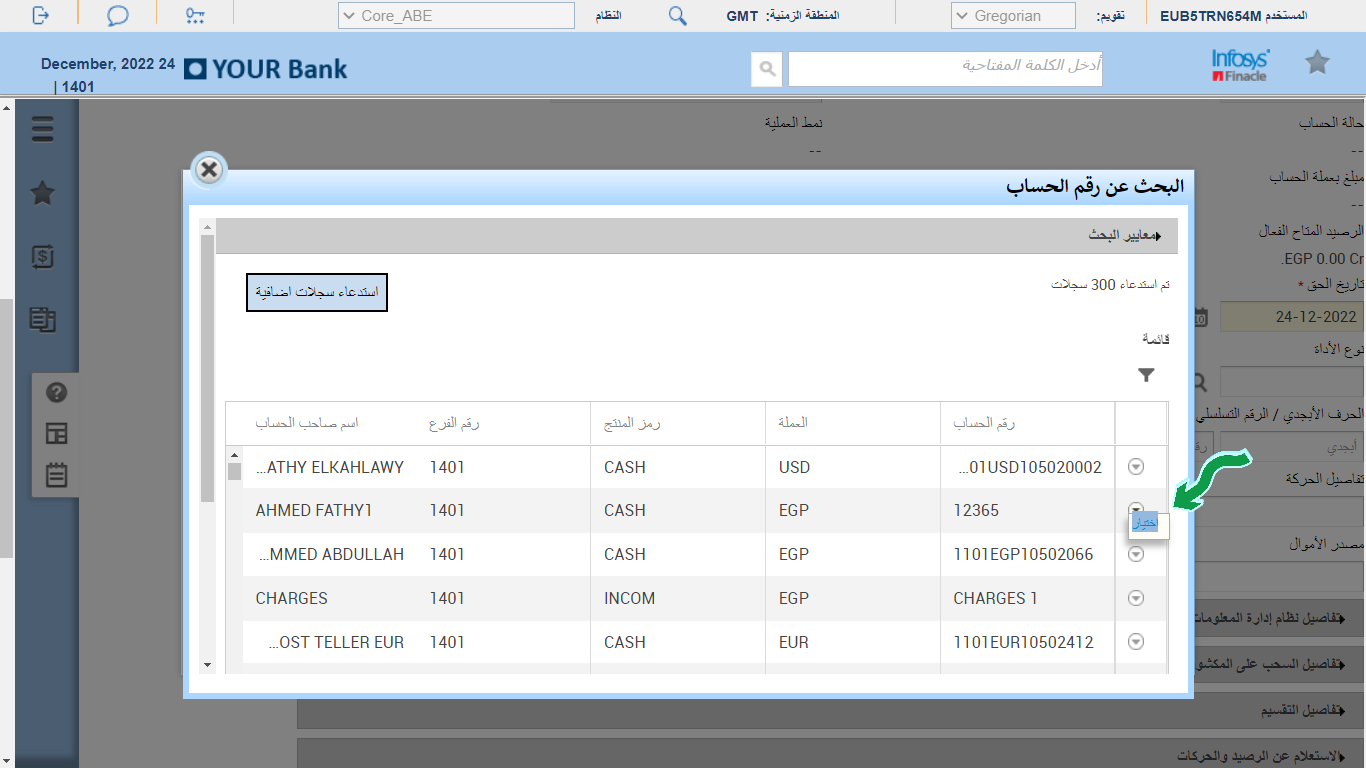 المستخدم EUB5TRN654M
تقويم: Gregorian
المنطقة الزمنية: GMT
النظام Core_ABE
Infosys
Finacle
أدخل الكلمة المفتاحية
YOUR Bank
December, 2022 24
| 1401
حالة الحساب
--
نمط العملية
--
مبلغ بعملة الحساب
--
الرصيد المتاح الفعال
EGP 0.00 Cr.
تاريخ الحق *
24-12-2022
نوع الأداة
الحرف الأبجدي / الرقم التسلسلي
أبجدي
تفاصيل الحركة
مصدر الأموال
تفاصيل نظام إدارة المعلومات
تفاصيل السحب على المكشو
تفاصيل التقسيم
الاستعلام عن الرصيد والحركات
البحث عن رقم الحساب
معايير البحث
تم استدعاء 300 سجلات
استدعاء سجلات اضافية
قائمة
رقم الحساب العملة رمز المنتج رقم الفرع اسم صاحب الحساب
...01USD105020002 USD CASH 1401 ...ATHY ELKAHLAWY
12365 EGP CASH 1401 AHMED FATHY1
اختيار
1101EGP10502066 EGP CASH 1401 ...MMED ABDULLAH
CHARGES 1 EGP INCOM 1401 CHARGES
1101EUR10502412 EUR CASH 1401 ...OST TELLER EUR